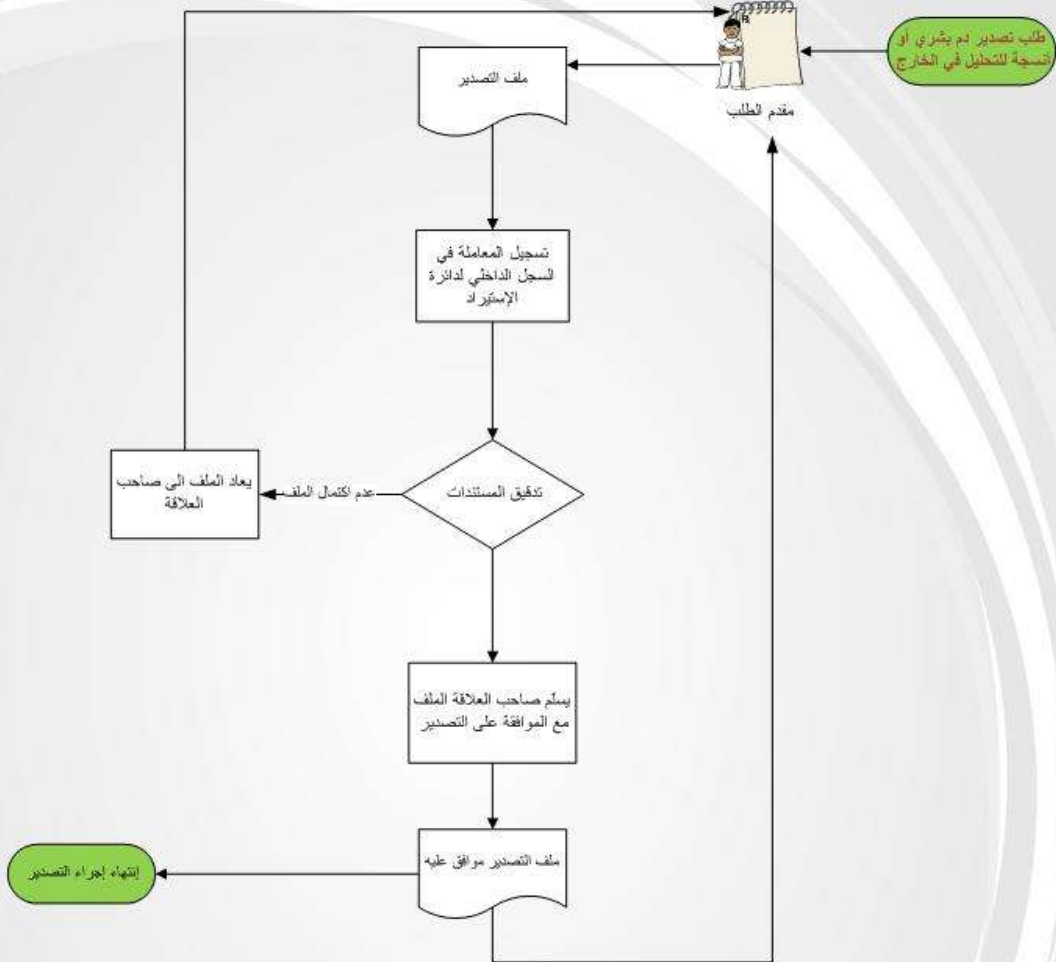 طلب تصدير دم بشري او
انسجة للتحليل في الخارج
مقدم الطلب
ملف التصدير
تسجيل المعاملة في
السجل الداخلي لدائرة
الإستيراد
تدقيق المستندات
عدم اكتمال الملف
يعاد الملف الى صاحب
العلاقة
يسلّم صاحب العلاقة الملف
مع الموافقة على التصدير
ملف التصدير موافق عليه
إنتهاء إجراء التصدير